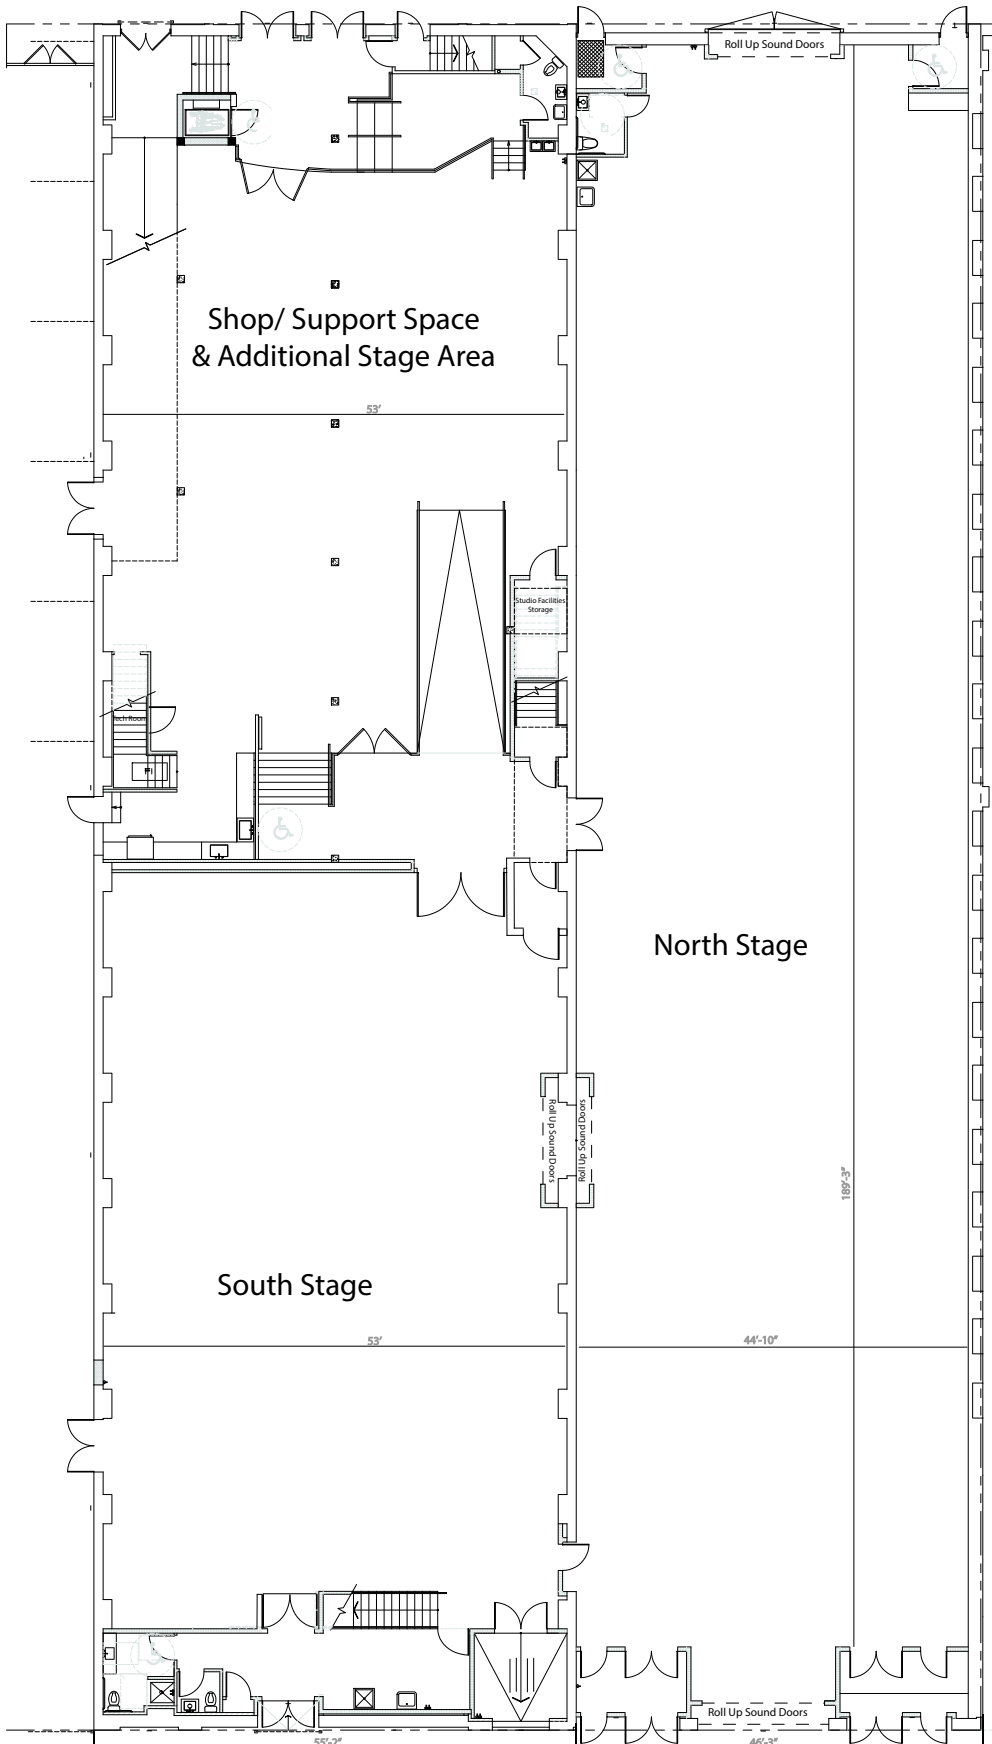 Roll Up Sound Doors
Shop/ Support Space
& Additional Stage Area
53'
Studio Facilities
Storage
Tech Room
North Stage
Roll Up Sound Doors
Roll Up Sound Doors
189'-3"
South Stage
53'
44'-10"
Roll Up Sound Doors
55'-2"
46'-3"